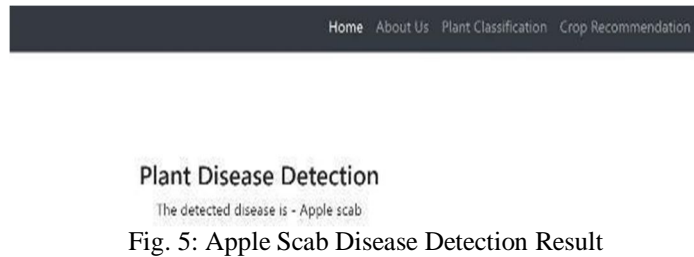 Home About Us Plant Classification Crop Recommendation
Plant Disease Detection
The detected disease is - Apple scab
Fig. 5: Apple Scab Disease Detection Result